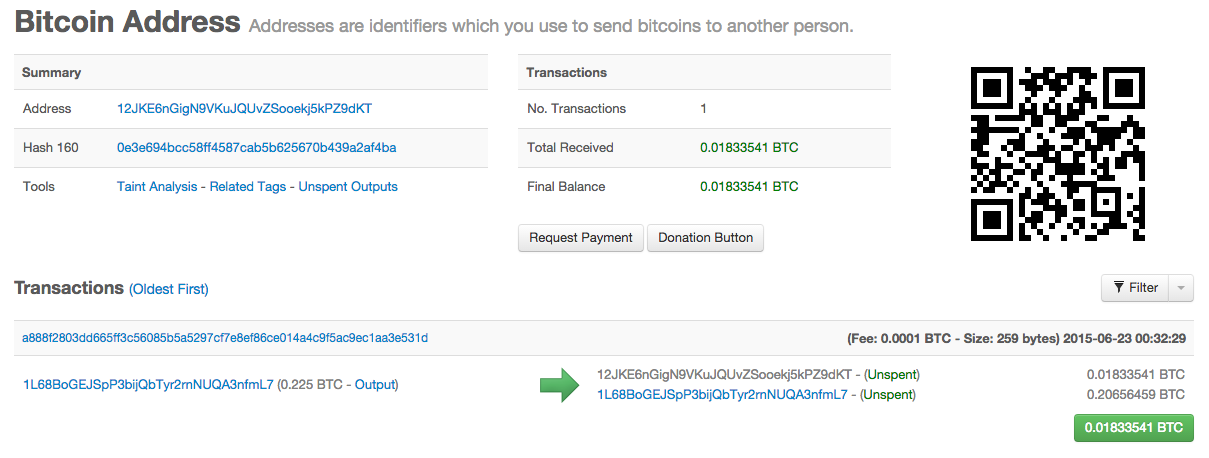 Bitcoin Address Addresses are identifiers which you use to send bitcoins to another person.
Summary
Address 12JKE6nGigN9VKuJQUvZSooekj5kPZ9dKT
Hash 160 0e3e694bcc58ff4587cab5b625670b439a2af4ba
Tools Taint Analysis - Related Tags - Unspent Outputs
Transactions
No. Transactions 1
Total Received 0.01833541 BTC
Final Balance 0.01833541 BTC
Request Payment Donation Button
Transactions (Oldest First)
Filter
a888f2803dd665ff3c56085b5a5297cf7e8ef86ce014a4c9f5ac9ec1aa3e531d (Fee: 0.0001 BTC - Size: 259 bytes) 2015-06-23 00:32:29
1L68BoGEJSpP3bijQbTyr2rnNUQA3nfmL7 (0.225 BTC - Output)
12JKE6nGigN9VKuJQUvZSooekj5kPZ9dKT - (Unspent) 0.01833541 BTC
1L68BoGEJSpP3bijQbTyr2rnNUQA3nfmL7 - (Unspent) 0.20656459 BTC
0.01833541 BTC